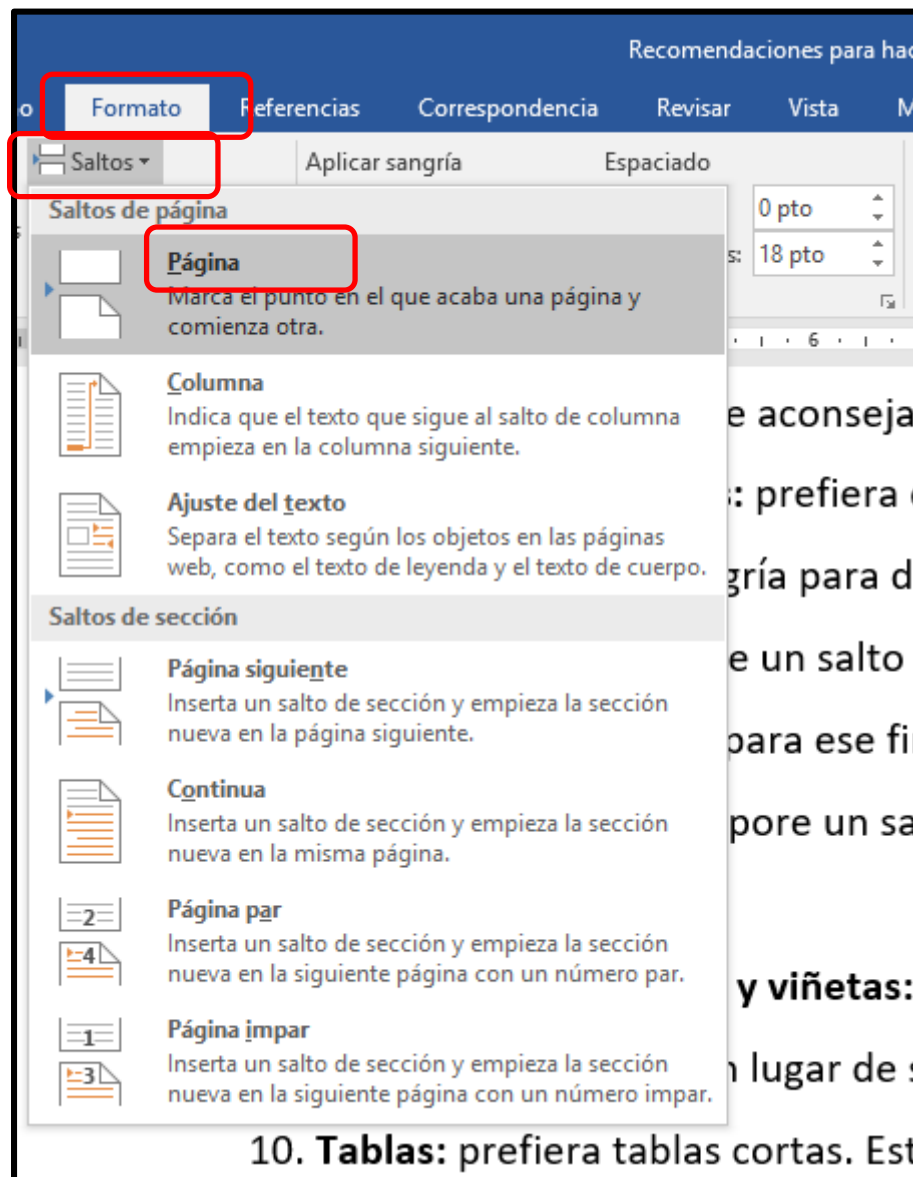 Recomendaciones para hac
o Formato Referencias Correspondencia Revisar Vista M
Saltos Aplicar sangría Espaciado
Saltos de página
0 pto
s: 18 pto
Página
Marca el punto en el que acaba una página y
comienza otra.
6
Columna
Indica que el texto que sigue al salto de columna
empieza en la columna siguiente.
e aconseja
Ajuste del texto
Separa el texto según los objetos en las páginas
web, como el texto de leyenda y el texto de cuerpo.
: prefiera
gría para d
Saltos de sección
Página siguiente
Inserta un salto de sección y empieza la sección
nueva en la página siguiente.
e un salto
para ese fi
Continua
Inserta un salto de sección y empieza la sección
nueva en la misma página.
pore un sa
Página par
Inserta un salto de sección y empieza la sección
nueva en la siguiente página con un número par.
2
4
y viñetas:
Página impar
Inserta un salto de sección y empieza la sección
nueva en la siguiente página con un número impar.
1
3
lugar de s
10. Tablas: prefiera tablas cortas. Est